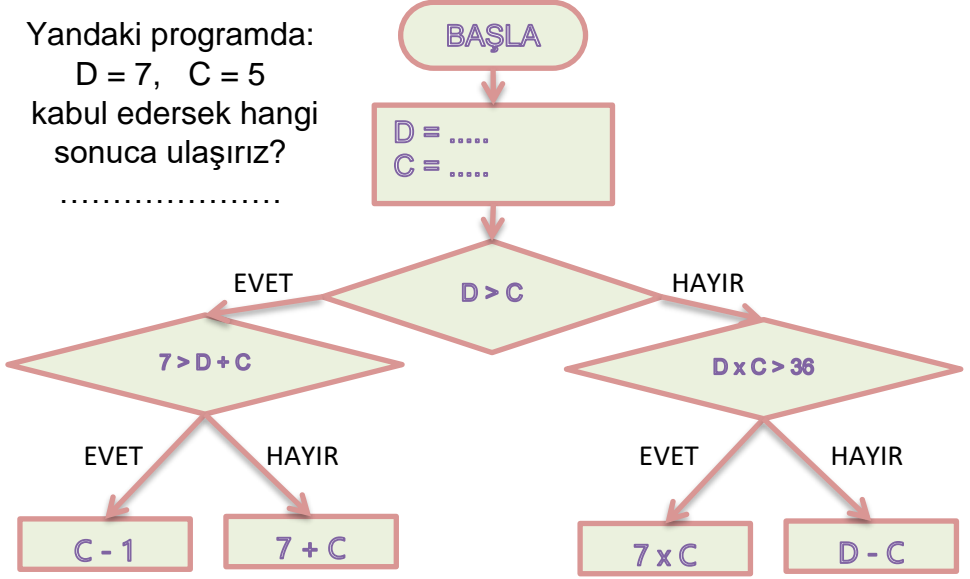 Yandaki programda:
D = 7, C = 5
kabul edersek hangi
sonuca ulaşırız?
…………………
BAŞLA
D = .....
C = .....
D > C
EVET
HAYIR
7 > D + C
D x C > 36
EVET
HAYIR
EVET
HAYIR
C - 1
7 + C
7 x C
D - C